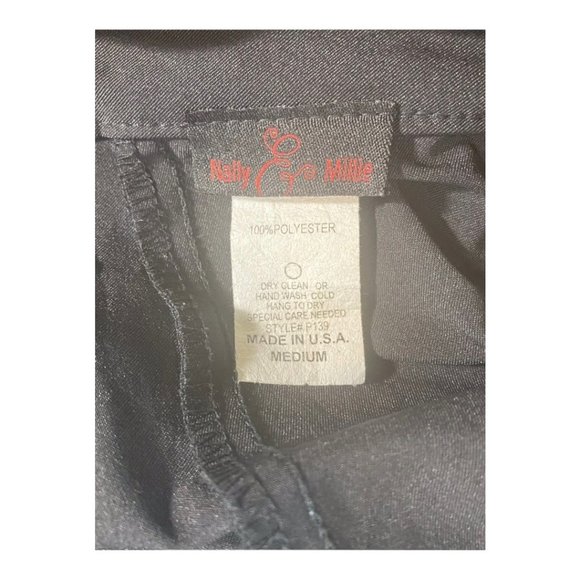 Nally & Millie
100%POLYESTER
DRY CLEAN OR
HAND WASH COLD
HANG TO DRY
SPECIAL CARE NEEDED
STYLE# P139
MADE IN U.S.A.
MEDIUM